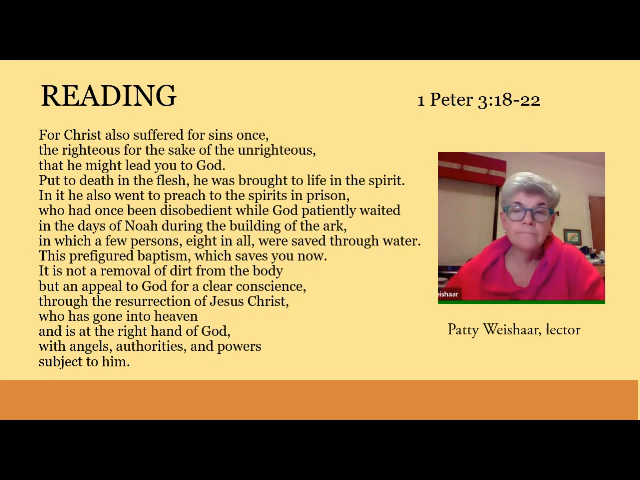 READING
1 Peter 3:18-22
For Christ also suffered for sins once,
the righteous for the sake of the unrighteous,
that he might lead you to God.
Put to death in the flesh, he was brought to life in the spirit.
In it he also went to preach to the spirits in prison,
who had once been disobedient while God patiently waited
in the days of Noah during the building of the ark,
in which a few persons, eight in all, were saved through water.
This prefigured baptism, which saves you now.
It is not a removal of dirt from the body
but an appeal to God for a clear conscience,
through the resurrection of Jesus Christ,
who has gone into heaven
and is at the right hand of God,
with angels, authorities, and powers
subject to him.
eishaar
Patty Weishaar, lector